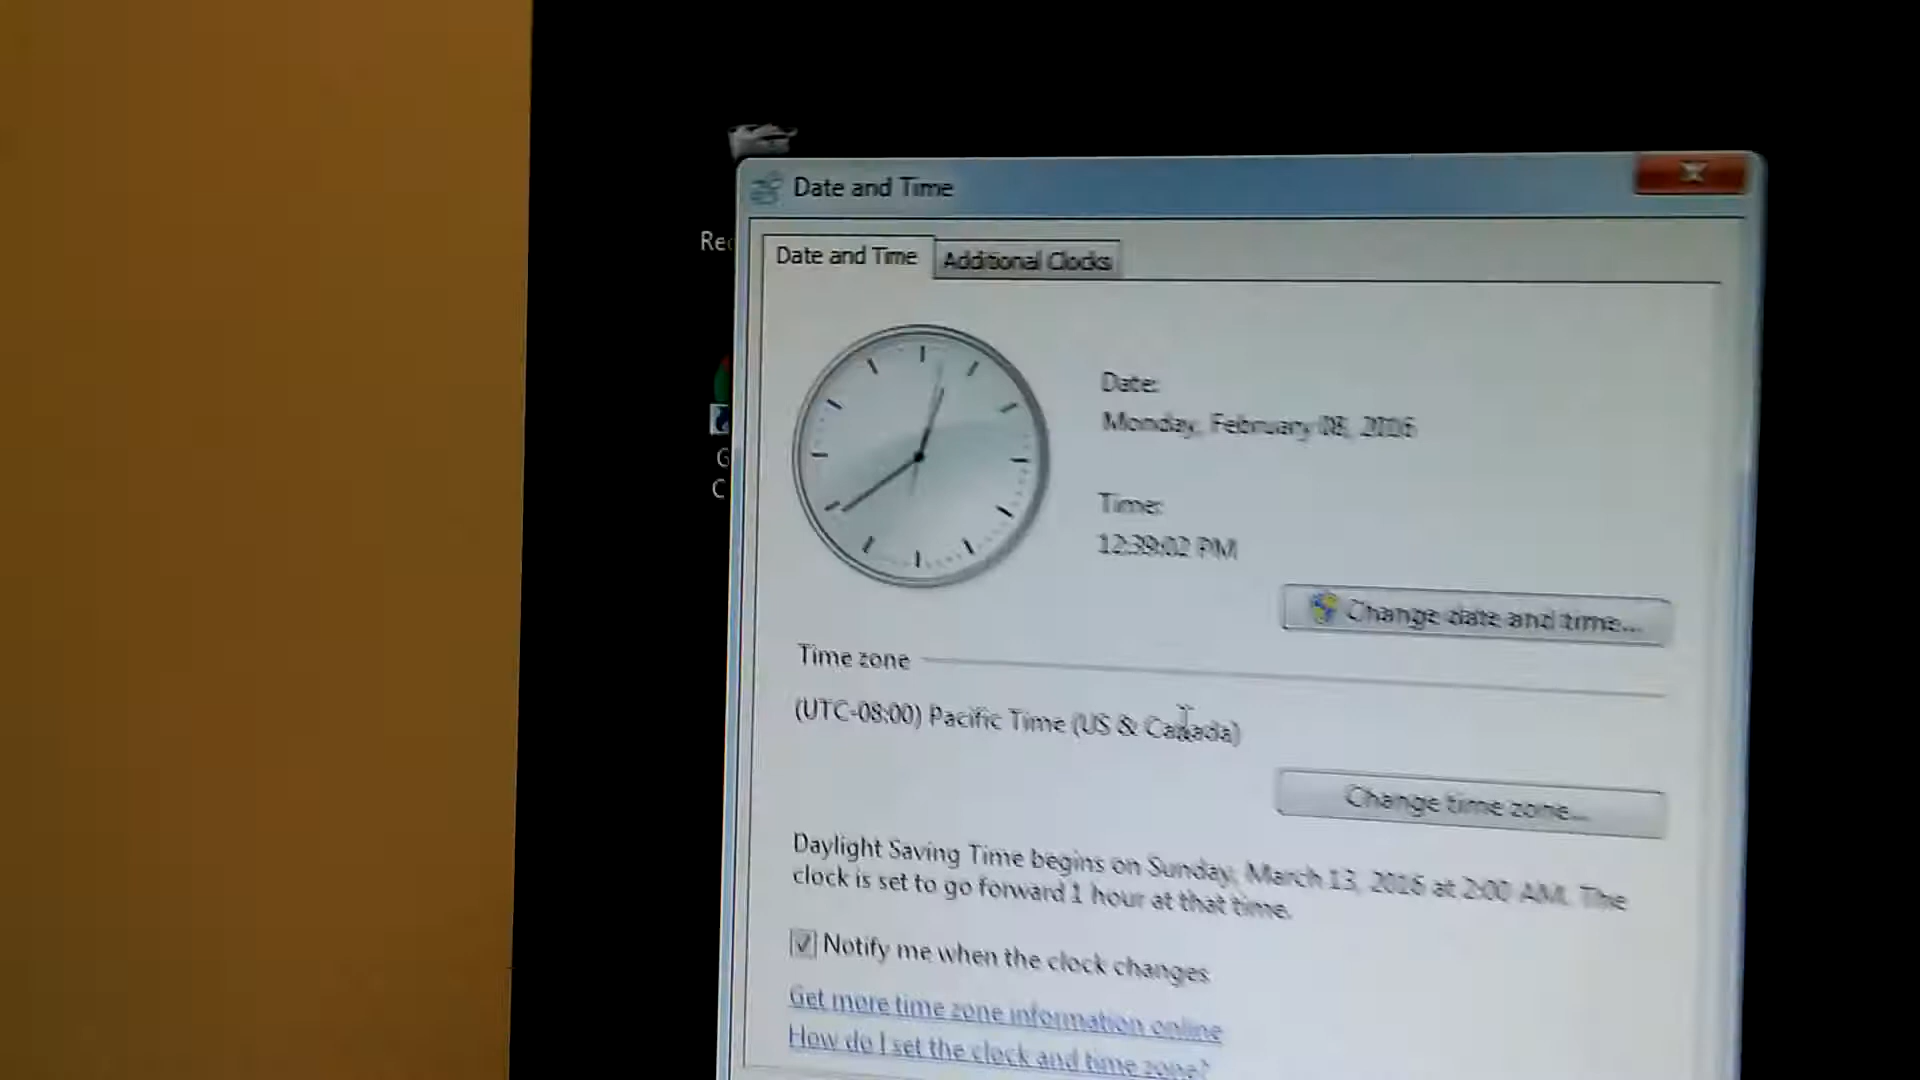 Date and Time
Date and Time
Additional Clocks
Date:
Monday, February 08, 2016
Time:
12:39:02 PM
Change date and time...
Time zone
(UTC-08:00) Pacific Time (US & Canada)
Change time zone...
Daylight Saving Time begins on Sunday, March 13, 2016 at 2:00 AM. The
clock is set to go forward 1 hour at that time.
Notify me when the clock changes
Get more time zone information online
How do I set the clock and time zone?